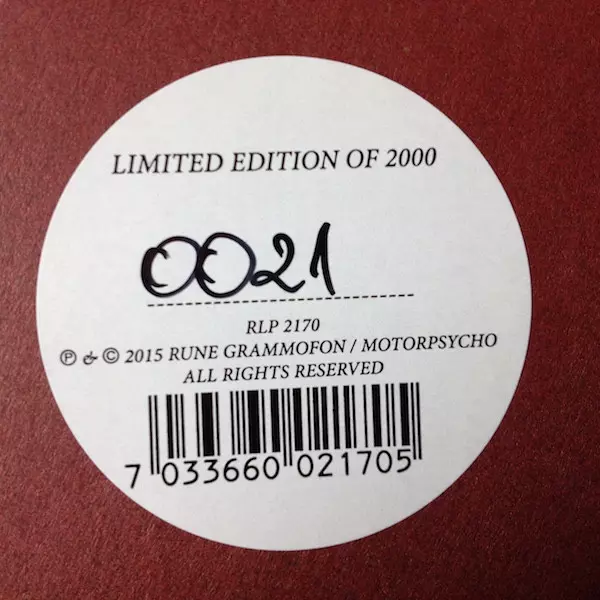 LIMITED EDITION OF 2000
0021
RLP 2170
℗ & © 2015 RUNE GRAMMOFON / MOTORPSYCHO
ALL RIGHTS RESERVED
7 033660 021705